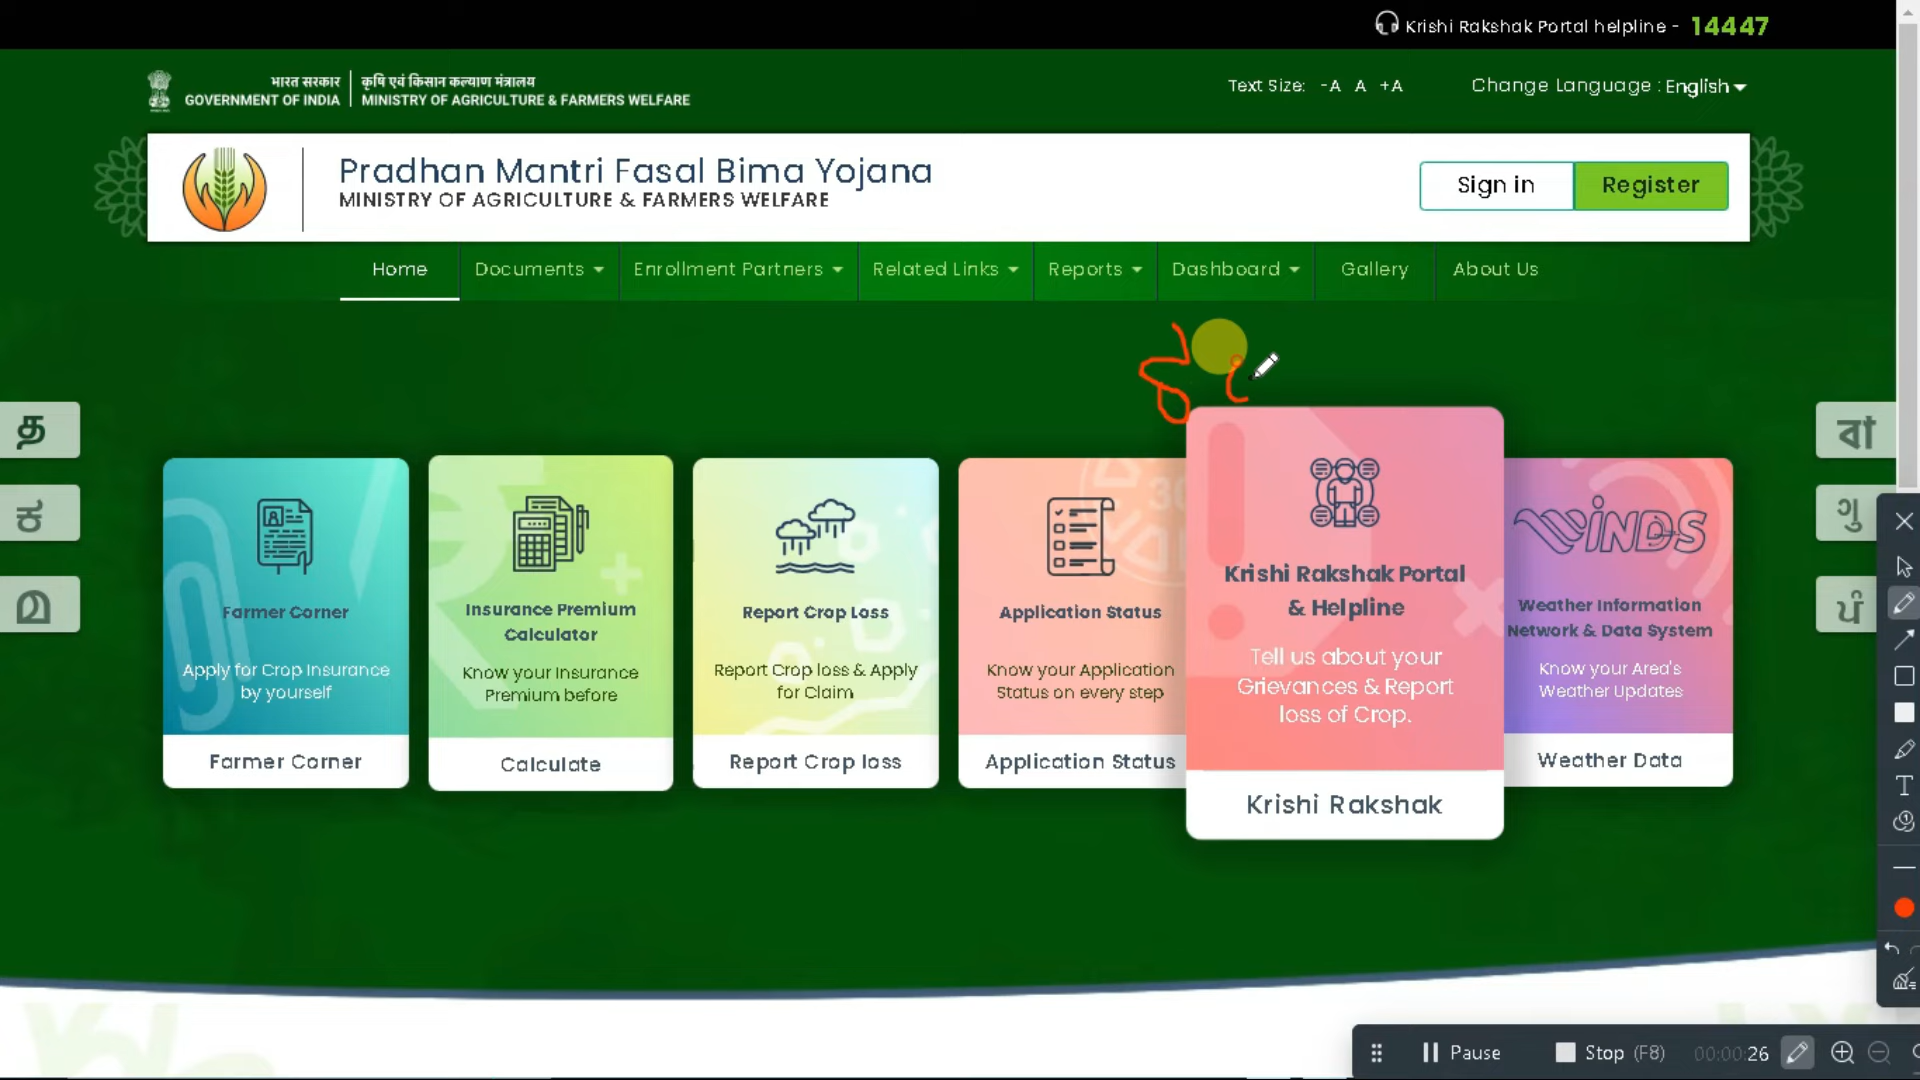 Krishi Rakshak Portal helpline - 14447
भारत सरकार
GOVERNMENT OF INDIA
कृषि एवं किसान कल्याण मंत्रालय
MINISTRY OF AGRICULTURE & FARMERS WELFARE
Text Size: -A A +A
Change Language : English
Pradhan Mantri Fasal Bima Yojana
MINISTRY OF AGRICULTURE & FARMERS WELFARE
Sign in
Register
Home
Documents
Enrollment Partners
Related Links
Reports
Dashboard
Gallery
About Us
த
ಕ
മ
বা
ગુ
ਪੰ
Farmer Corner
Apply for Crop Insurance
by yourself
Farmer Corner
Insurance Premium
Calculator
Know your Insurance
Premium before
Calculate
Report Crop Loss
Report Crop loss & Apply
for Claim
Report Crop loss
Application Status
Know your Application
Status on every step
Application Status
Krishi Rakshak Portal
& Helpline
Tell us about your
Grievances & Report
loss of Crop.
Krishi Rakshak
WINDS
Weather Information
Network & Data System
Know your Area's
Weather Updates
Weather Data
Pause
Stop (F8)
00:00:26